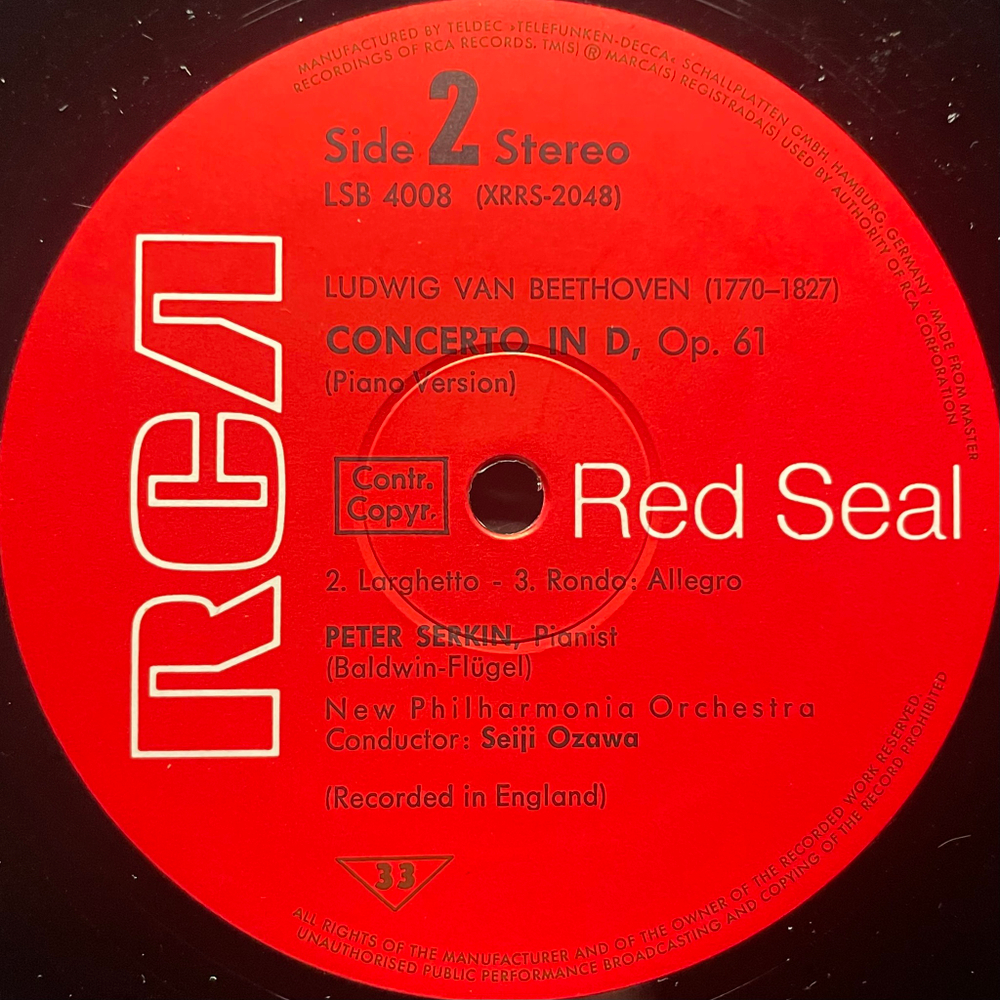 MANUFACTURED BY TELDEC »TELEFUNKEN-DECCA« SCHALLPLATTEN GMBH, HAMBURG, GERMANY MADE FROM MASTER
RECORDINGS OF RCA RECORDS. TM(S) ® MARCA(S) REGISTRADA(S) USED BY AUTHORITY OF RCA CORPORATION
Side 2 Stereo
LSB 4008 (XRRS-2048)
LUDWIG VAN BEETHOVEN (1770–1827)
CONCERTO IN D, Op. 61
(Piano Version)
RCA
Contr.
Copyr.
Red Seal
2. Larghetto - 3. Rondo: Allegro
PETER SERKIN, Pianist
(Baldwin-Flügel)
New Philharmonia Orchestra
Conductor: Seiji Ozawa
(Recorded in England)
33
ALL RIGHTS OF THE MANUFACTURER AND OF THE OWNER OF THE RECORDED WORK RESERVED
UNAUTHORISED PUBLIC PERFORMANCE BROADCASTING AND COPYING OF THE RECORD PROHIBITED